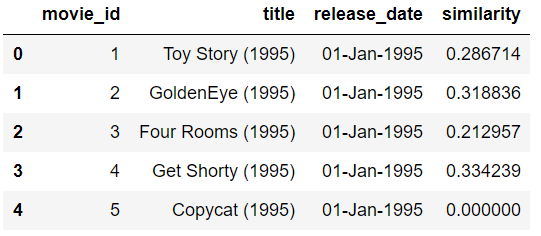 movie_id title release_date similarity
0 1 Toy Story (1995) 01-Jan-1995 0.286714
1 2 GoldenEye (1995) 01-Jan-1995 0.318836
2 3 Four Rooms (1995) 01-Jan-1995 0.212957
3 4 Get Shorty (1995) 01-Jan-1995 0.334239
4 5 Copycat (1995) 01-Jan-1995 0.000000